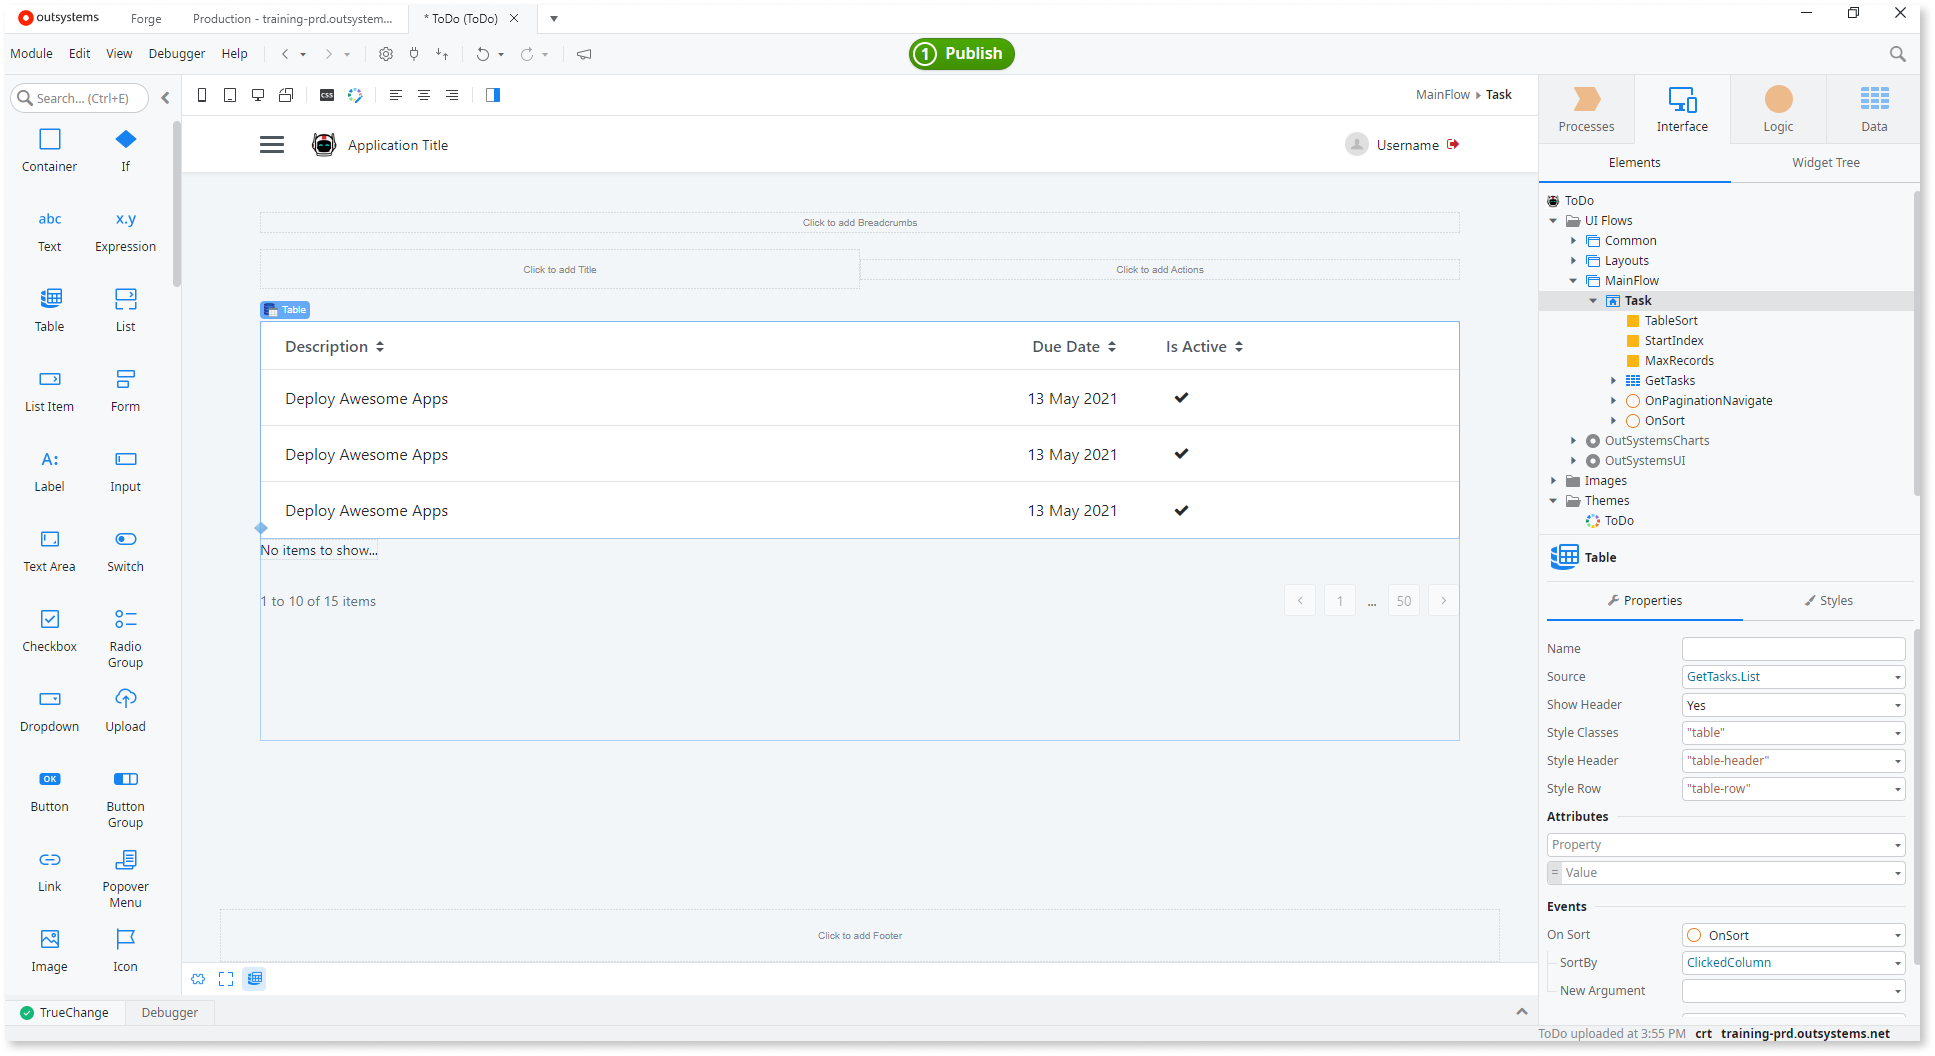 outsystems
Forge
Production - training-prd.outsystem...
* ToDo (ToDo)
Module Edit View Debugger Help
1 Publish
Search... (Ctrl+E)
Container
If
abc
Text
x.y
Expression
Table
List
List Item
Form
A:
Label
Input
Text Area
Switch
Checkbox
Radio
Group
Dropdown
Upload
OK
Button
Button
Group
Link
Popover
Menu
Image
Icon
CSS
MainFlow ▸ Task
Application Title
Username
Click to add Breadcrumbs
Click to add Title
Click to add Actions
Table
Description
Due Date
Is Active
Deploy Awesome Apps
13 May 2021
Deploy Awesome Apps
13 May 2021
Deploy Awesome Apps
13 May 2021
No items to show...
1 to 10 of 15 items
1 ... 50
Click to add Footer
TrueChange
Debugger
Processes
Interface
Logic
Data
Elements
Widget Tree
ToDo
UI Flows
Common
Layouts
MainFlow
Task
TableSort
StartIndex
MaxRecords
GetTasks
OnPaginationNavigate
OnSort
OutSystemsCharts
OutSystemsUI
Images
Themes
ToDo
Table
Properties
Styles
Name
Source
GetTasks.List
Show Header
Yes
Style Classes
"table"
Style Header
"table-header"
Style Row
"table-row"
Attributes
Property
= Value
Events
On Sort
OnSort
SortBy
ClickedColumn
New Argument
ToDo uploaded at 3:55 PM crt training-prd.outsystems.net